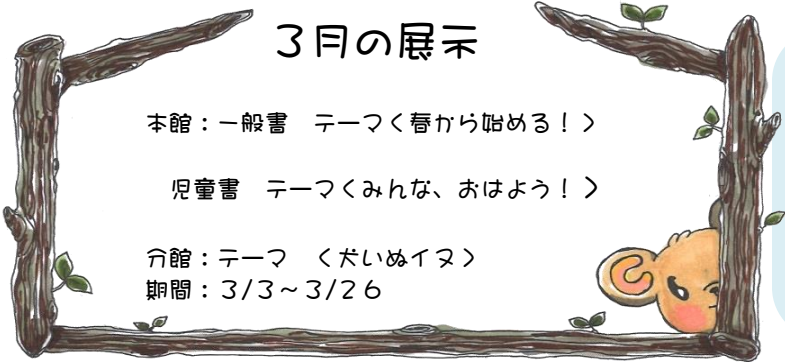 ３月の展示
本館：一般書　テーマ＜春から始める！＞
児童書　テーマ＜みんな、おはよう！＞
分館：テーマ　＜犬いぬイヌ＞
期間：３/３～３/２６